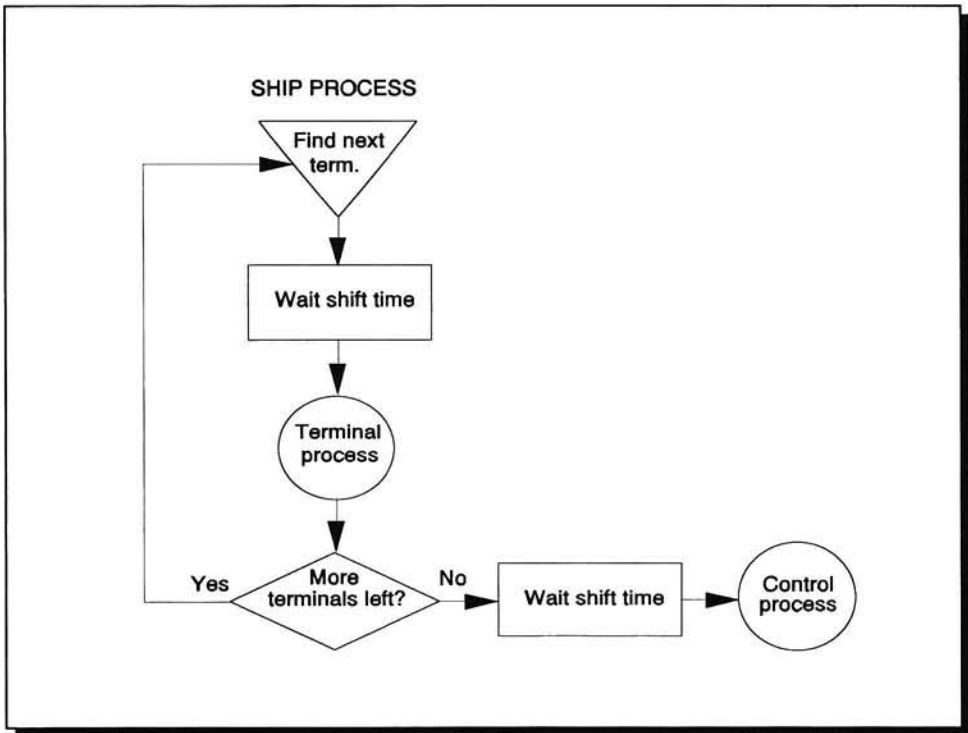 SHIP PROCESS
Find next
term.
Wait shift time
Terminal
process
Yes
More
terminals left?
No
Wait shift time
Control
process